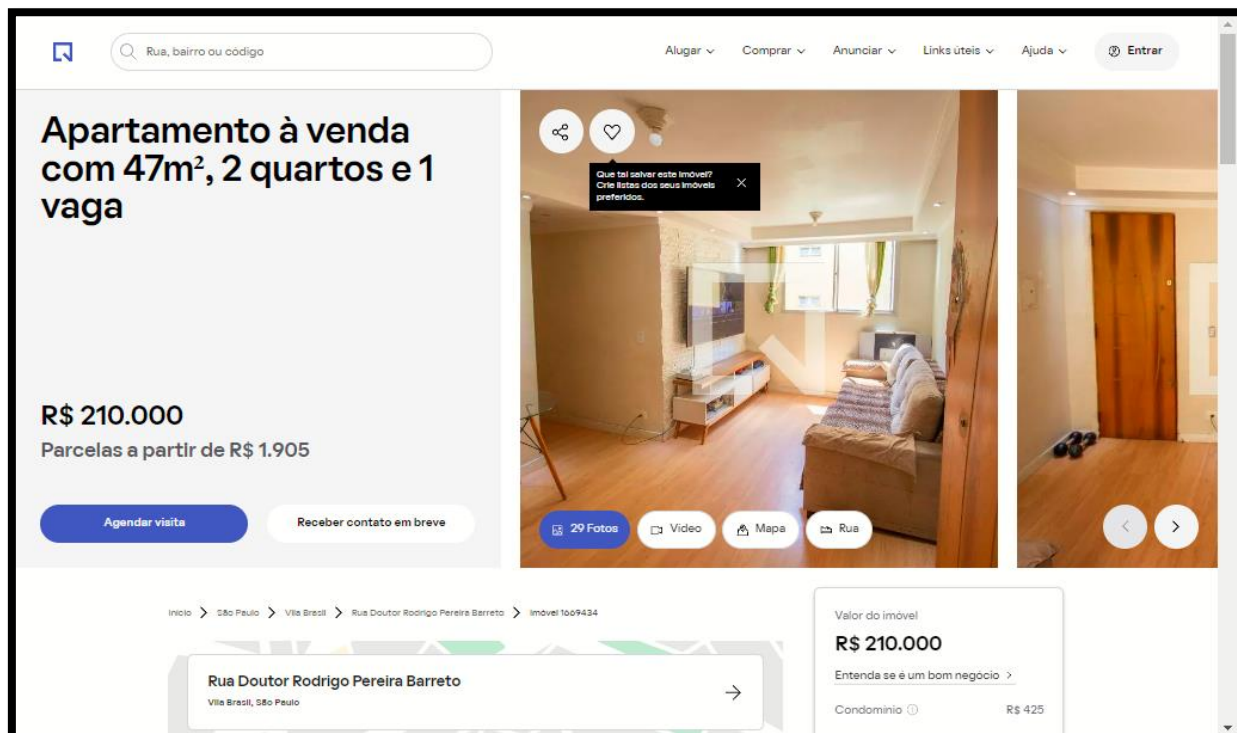 Rua, bairro ou código
Alugar
Comprar
Anunciar
Links úteis
Ajuda
Entrar
Apartamento à venda
com 47m², 2 quartos e 1
vaga
R$ 210.000
Parcelas a partir de R$ 1.905
Agendar visita
Receber contato em breve
Que tal salvar este imóvel?
Crie listas dos seus imóveis
preferidos.
29 Fotos
Vídeo
Mapa
Rua
Início > São Paulo > Vila Brasil > Rua Doutor Rodrigo Pereira Barreto > Imóvel 1669434
Rua Doutor Rodrigo Pereira Barreto
Vila Brasil, São Paulo
Valor do imóvel
R$ 210.000
Entenda se é um bom negócio >
Condomínio
R$ 425